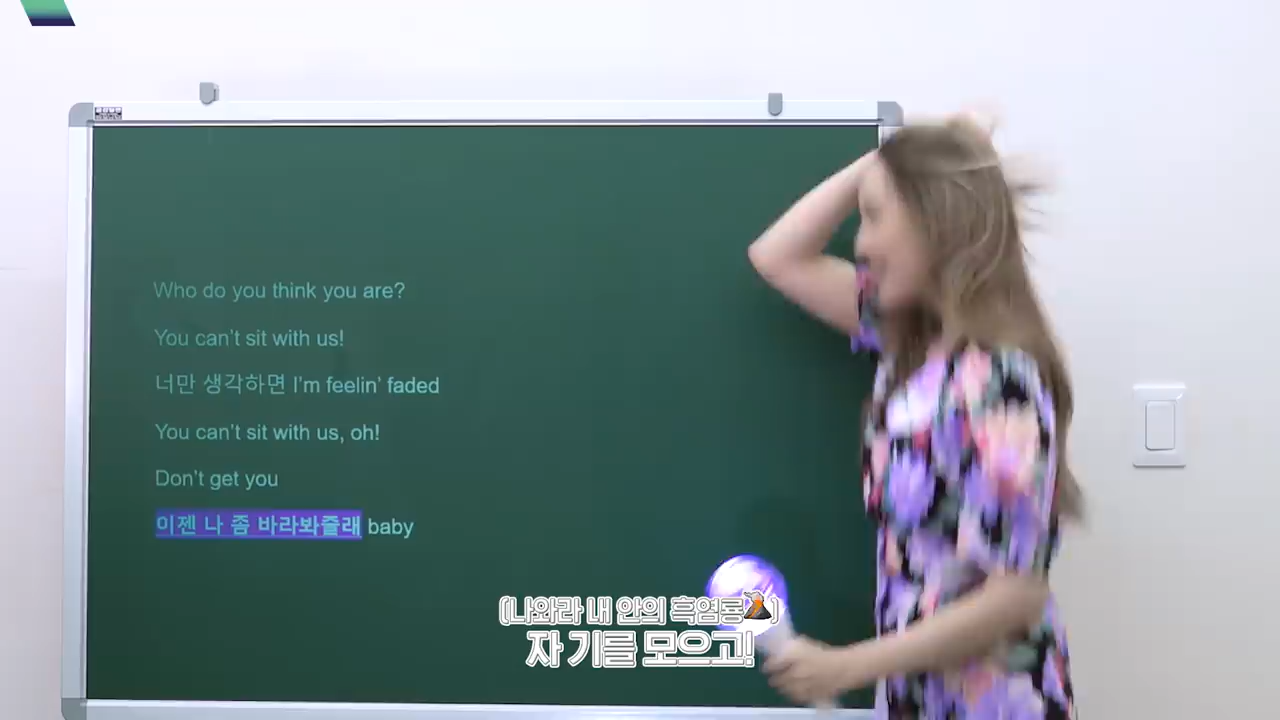 Who do you think you are?
You can't sit with us!
너만 생각하면 I'm feelin' faded
You can't sit with us, oh!
Don't get you
이젠 나 좀 바라봐줄래 baby
(나와라 내 안의 흑염룡🌋)
자 기를 모으고!